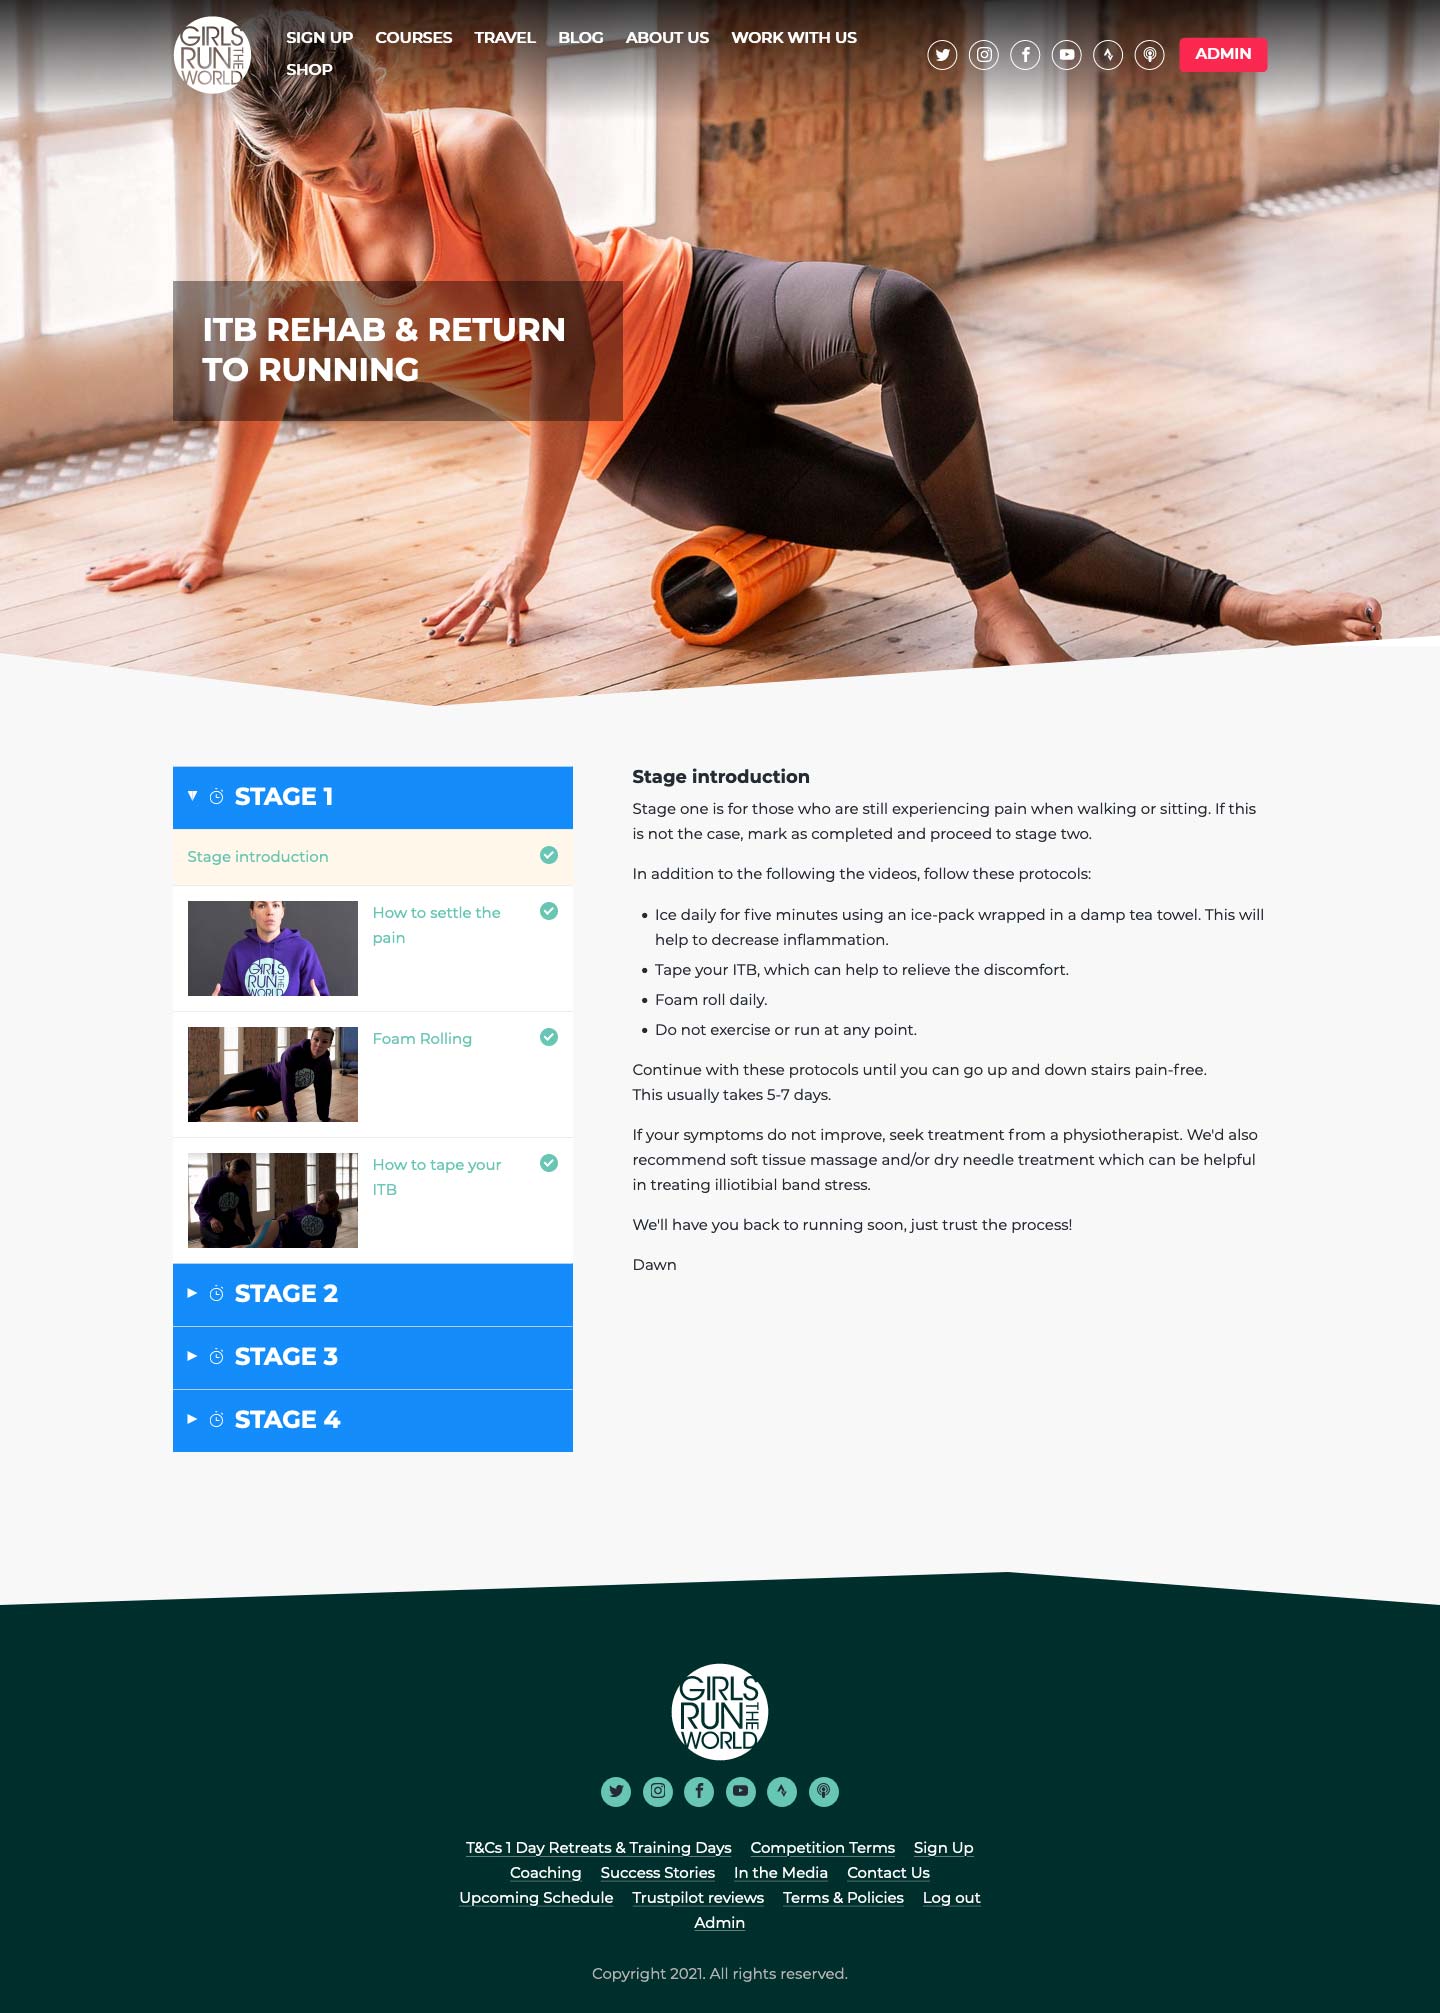 GIRLS
RUN THE
WORLD
SIGN UP COURSES TRAVEL BLOG ABOUT US WORK WITH US
SHOP
ADMIN
ITB REHAB & RETURN
TO RUNNING
STAGE 1
Stage introduction
How to settle the
pain
GIRLS
RUN THE
WORLD
Foam Rolling
How to tape your
ITB
STAGE 2
STAGE 3
STAGE 4
Stage introduction
Stage one is for those who are still experiencing pain when walking or sitting. If this
is not the case, mark as completed and proceed to stage two.
In addition to the following the videos, follow these protocols:
• Ice daily for five minutes using an ice-pack wrapped in a damp tea towel. This will
help to decrease inflammation.
• Tape your ITB, which can help to relieve the discomfort.
• Foam roll daily.
• Do not exercise or run at any point.
Continue with these protocols until you can go up and down stairs pain-free.
This usually takes 5-7 days.
If your symptoms do not improve, seek treatment from a physiotherapist. We'd also
recommend soft tissue massage and/or dry needle treatment which can be helpful
in treating illiotibial band stress.
We'll have you back to running soon, just trust the process!
Dawn
GIRLS
RUN THE
WORLD
T&Cs 1 Day Retreats & Training Days Competition Terms Sign Up
Coaching Success Stories In the Media Contact Us
Upcoming Schedule Trustpilot reviews Terms & Policies Log out
Admin
Copyright 2021. All rights reserved.